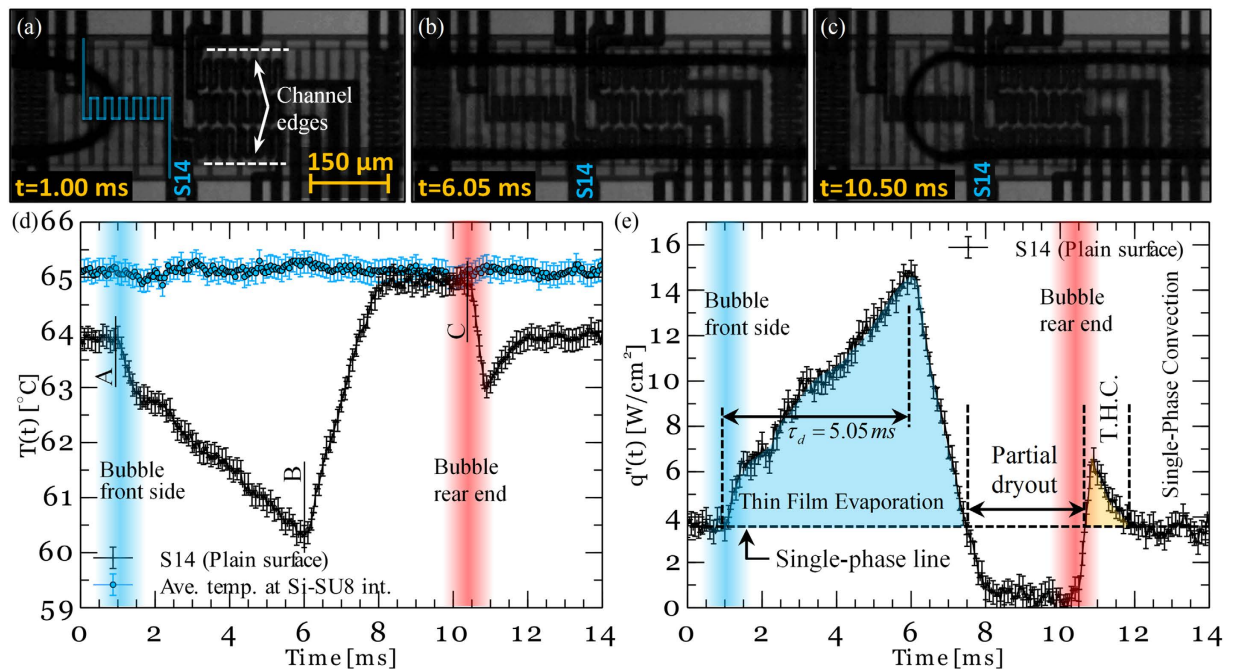 (a)
Channel
edges
150 µm
S14
t=1.00 ms
(b)
S14
t=6.05 ms
(c)
S14
t=10.50 ms
(d)
66
65
64
63
62
61
60
59
T(t) [°C]
A
B
C
Bubble
front side
Bubble
rear end
S14 (Plain surface)
Ave. temp. at Si-SU8 int.
0 2 4 6 8 10 12 14
Time [ms]
(e)
16
14
12
10
8
6
4
2
0
q"(t) [W/cm²]
S14 (Plain surface)
Bubble
front side
Bubble
rear end
τd = 5.05 ms
Thin Film Evaporation
Partial
dryout
T.H.C.
Single-Phase Convection
Single-phase line
0 2 4 6 8 10 12 14
Time [ms]